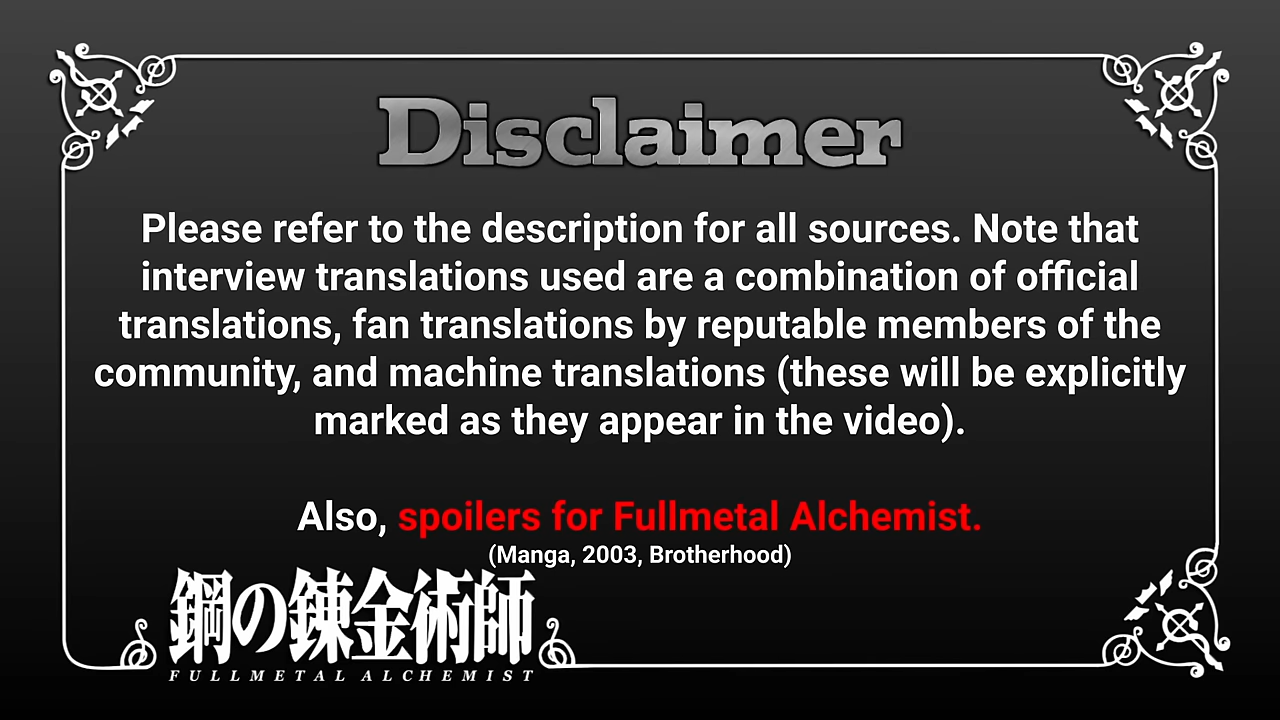 Disclaimer
Please refer to the description for all sources. Note that
interview translations used are a combination of official
translations, fan translations by reputable members of the
community, and machine translations (these will be explicitly
marked as they appear in the video).
Also, spoilers for Fullmetal Alchemist.
(Manga, 2003, Brotherhood)
鋼の錬金術師
FULLMETAL ALCHEMIST